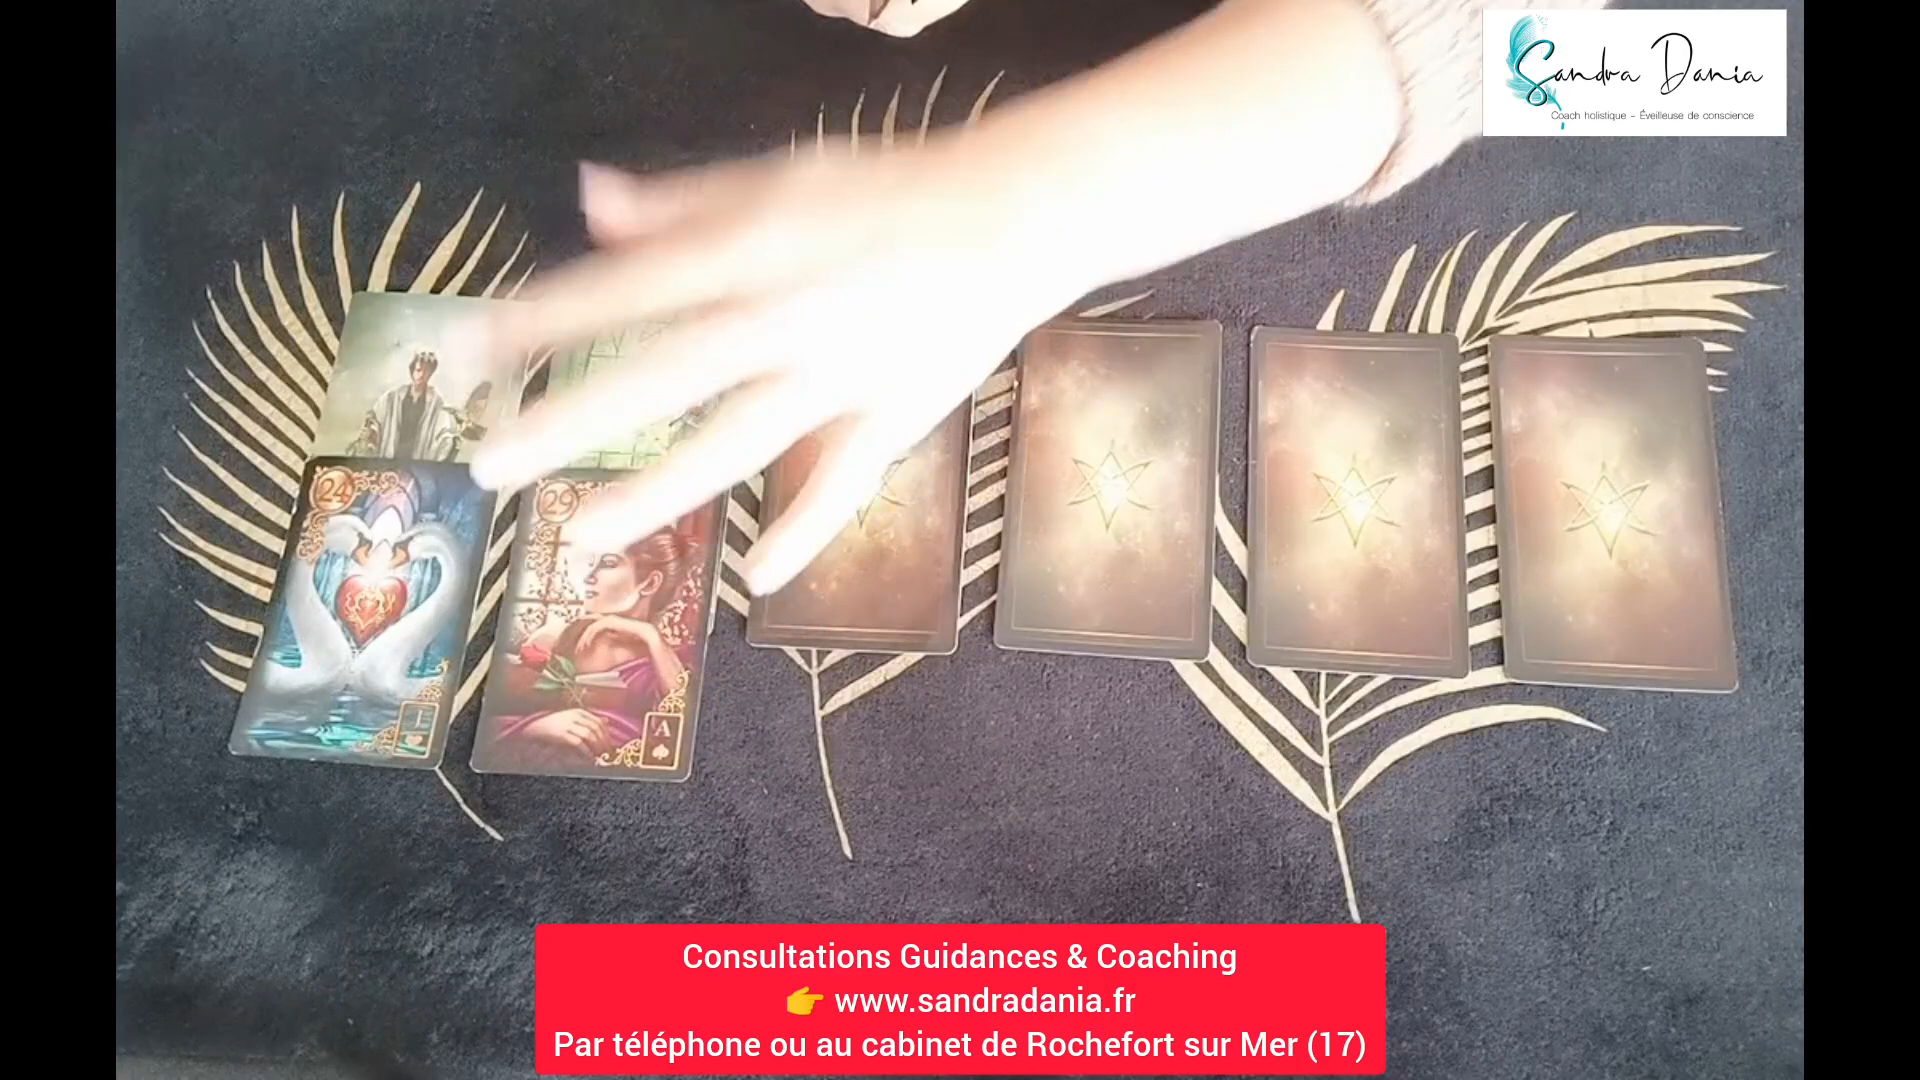 Sandra Dania
Coach holistique – Éveilleuse de conscience
24
29
A
Consultations Guidances & Coaching
👉 www.sandradania.fr
Par téléphone ou au cabinet de Rochefort sur Mer (17)